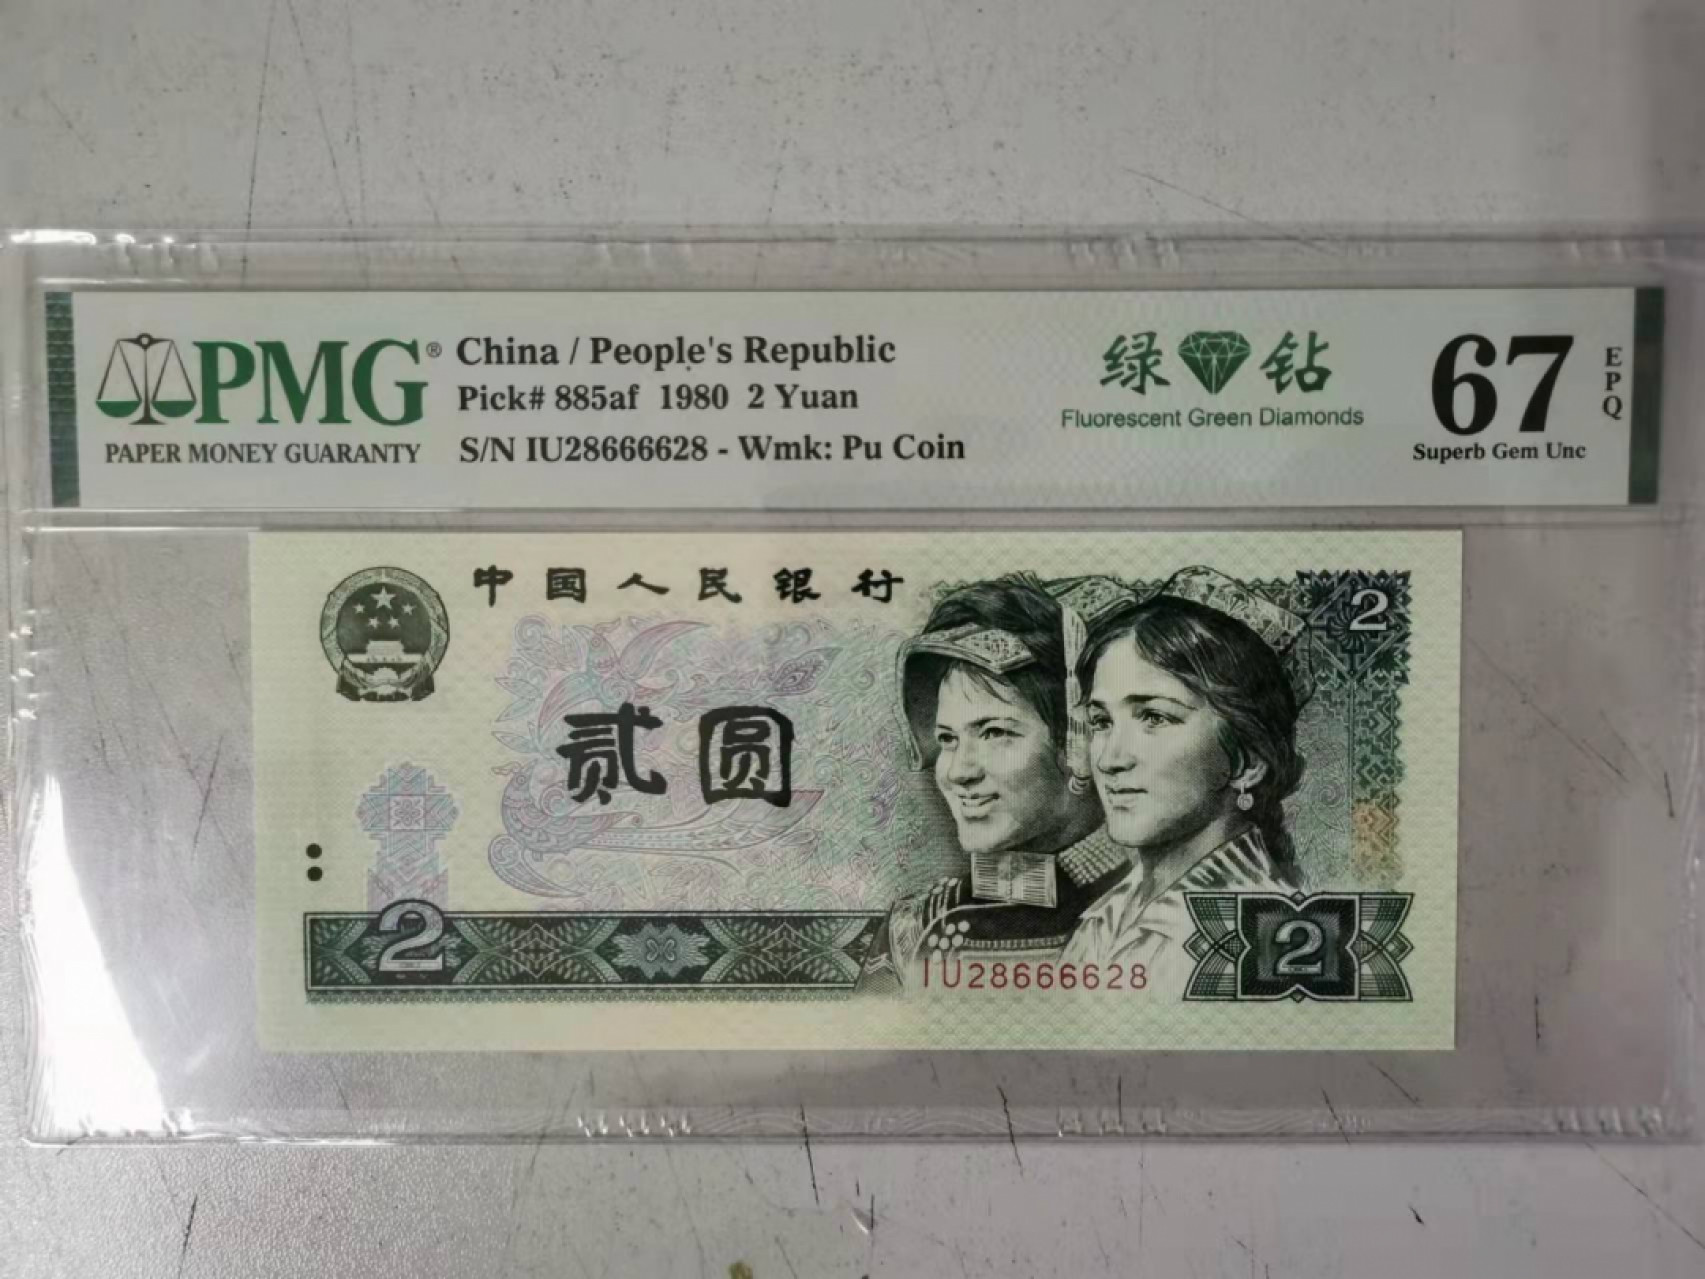 PMG®
PAPER MONEY GUARANTY
China / People's Republic
Pick# 885af 1980 2 Yuan
S/N IU28666628 - Wmk: Pu Coin
绿钻
Fluorescent Green Diamonds
67
EPQ
Superb Gem Unc
中国人民银行
2
贰圆
2
IU28666628
2